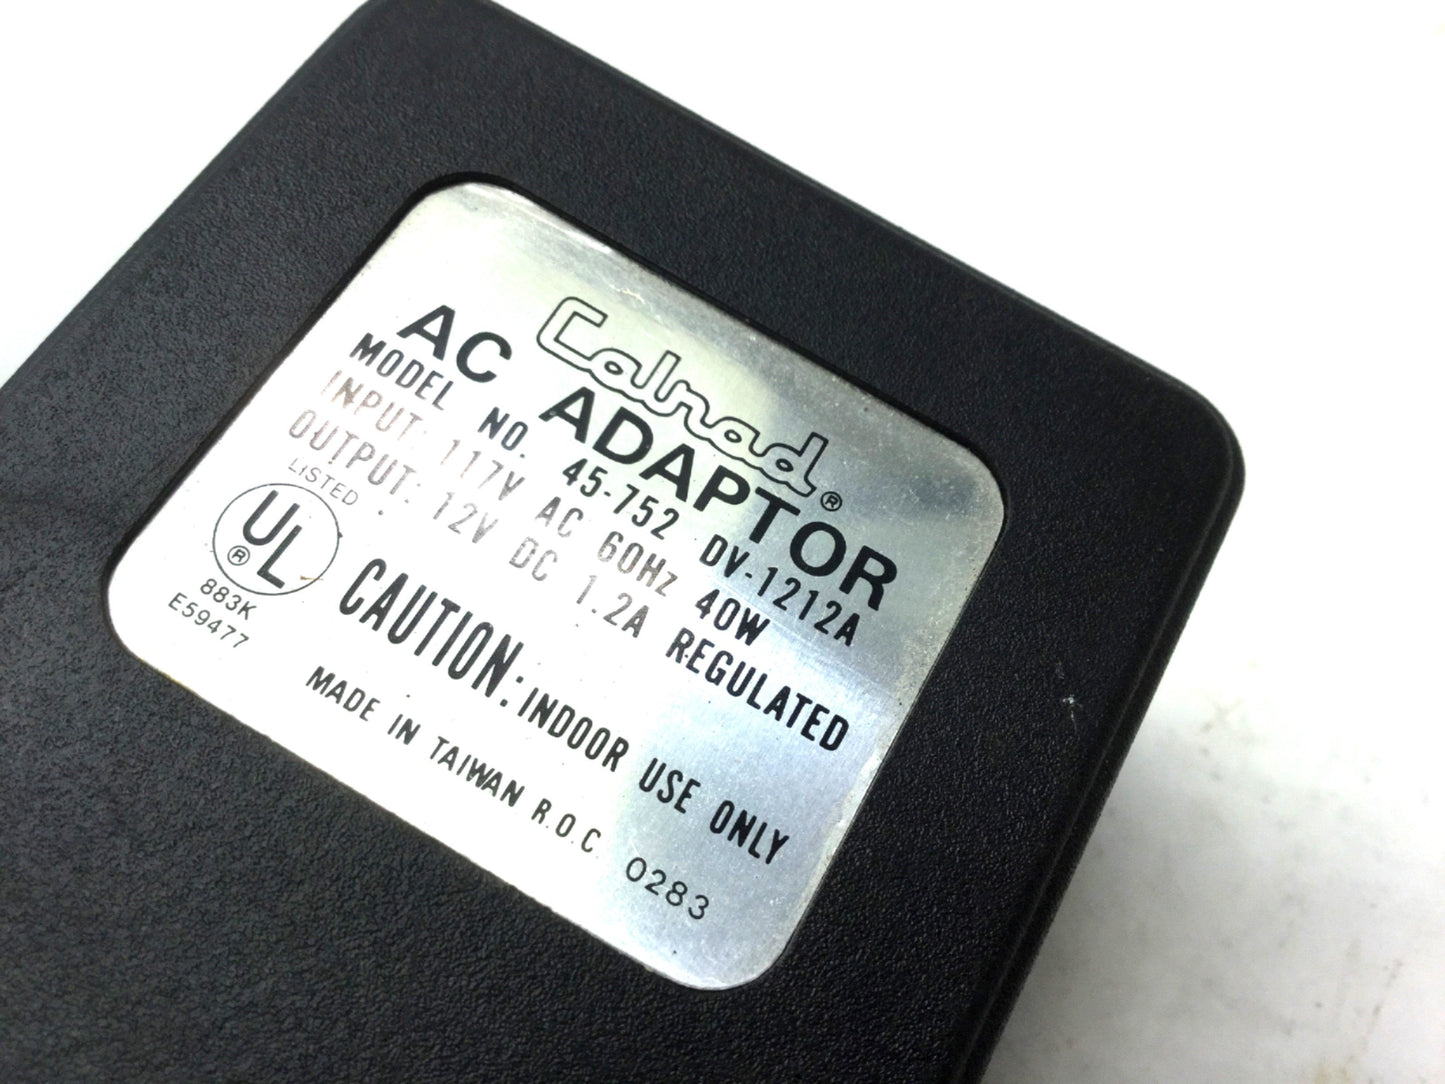 Calrad®
AC ADAPTOR
MODEL NO. 45-752 DV-1212A
INPUT: 117V AC 60Hz 40W
OUTPUT: 12V DC 1.2A REGULATED
LISTED
UL®
883K
E59477
CAUTION: INDOOR USE ONLY
MADE IN TAIWAN R.O.C. 0283